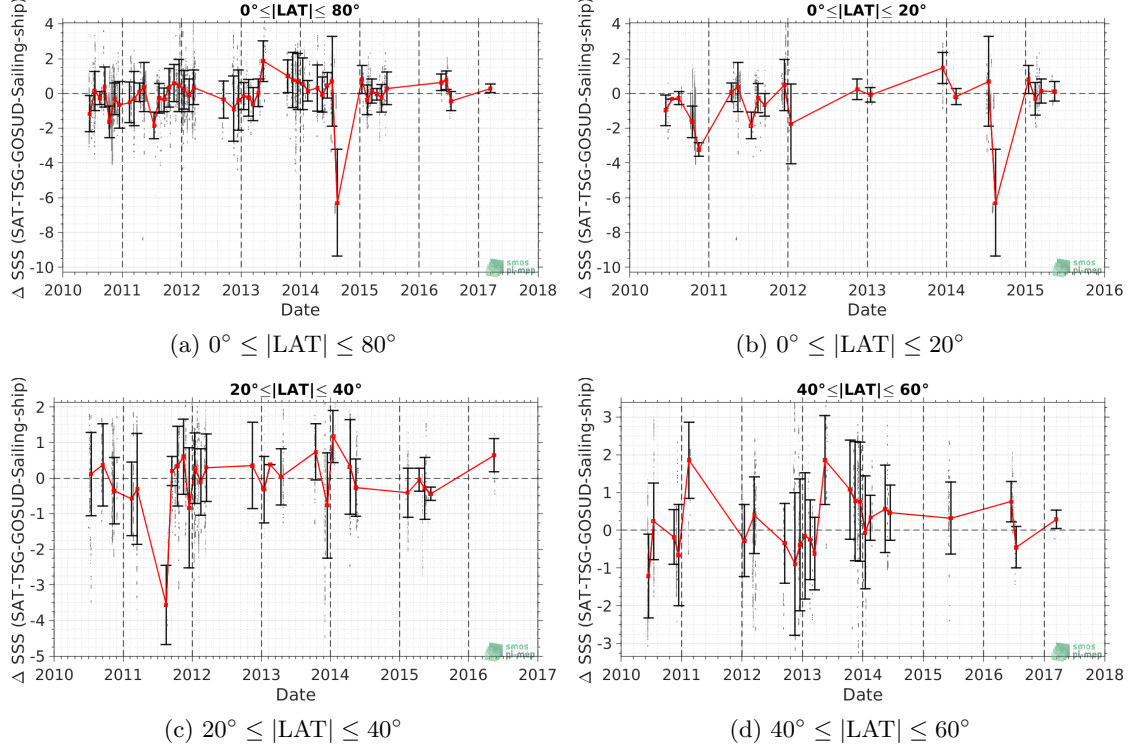 0°≤|LAT|≤ 80°
Δ SSS (SAT-TSG-GOSUD-Sailing-ship)
4
2
0
-2
-4
-6
-8
-10
2010 2011 2012 2013 2014 2015 2016 2017 2018
Date
smos
pi-mep
(a) 0° ≤ |LAT| ≤ 80°
0°≤|LAT|≤ 20°
Δ SSS (SAT-TSG-GOSUD-Sailing-ship)
4
2
0
-2
-4
-6
-8
-10
2010 2011 2012 2013 2014 2015 2016
Date
smos
pi-mep
(b) 0° ≤ |LAT| ≤ 20°
20°≤|LAT|≤ 40°
Δ SSS (SAT-TSG-GOSUD-Sailing-ship)
2
1
0
-1
-2
-3
-4
-5
2010 2011 2012 2013 2014 2015 2016 2017
Date
smos
pi-mep
(c) 20° ≤ |LAT| ≤ 40°
40°≤|LAT|≤ 60°
Δ SSS (SAT-TSG-GOSUD-Sailing-ship)
3
2
1
0
-1
-2
-3
2010 2011 2012 2013 2014 2015 2016 2017 2018
Date
smos
pi-mep
(d) 40° ≤ |LAT| ≤ 60°